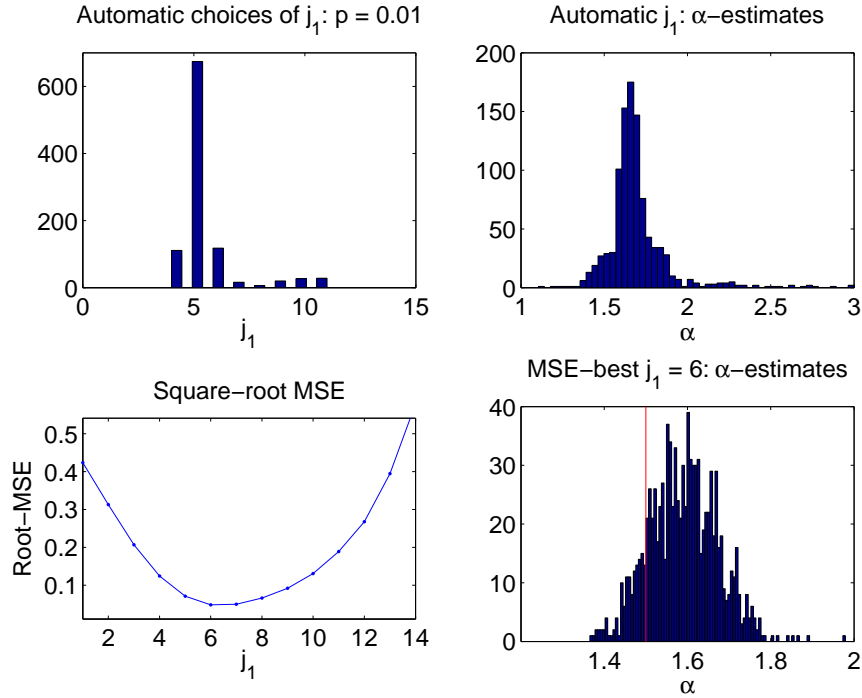 Automatic choices of j₁: p = 0.01
600
400
200
0
0 5 10 15
j₁
Automatic j₁: α−estimates
200
150
100
50
0
1 1.5 2 2.5 3
α
Square−root MSE
Root−MSE
0.5
0.4
0.3
0.2
0.1
2 4 6 8 10 12 14
j₁
MSE−best j₁ = 6: α−estimates
40
30
20
10
0
1.4 1.6 1.8 2
α